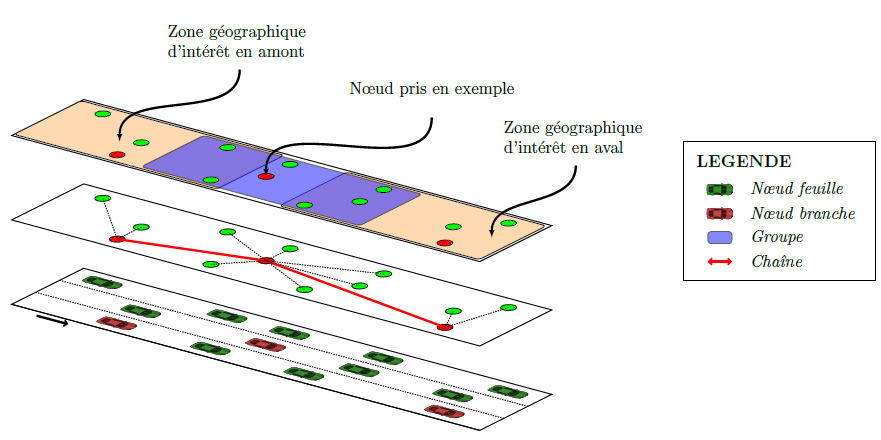 Zone géographique
d'intérêt en amont
Nœud pris en exemple
Zone géographique
d'intérêt en aval
LEGENDE
Nœud feuille
Nœud branche
Groupe
Chaîne